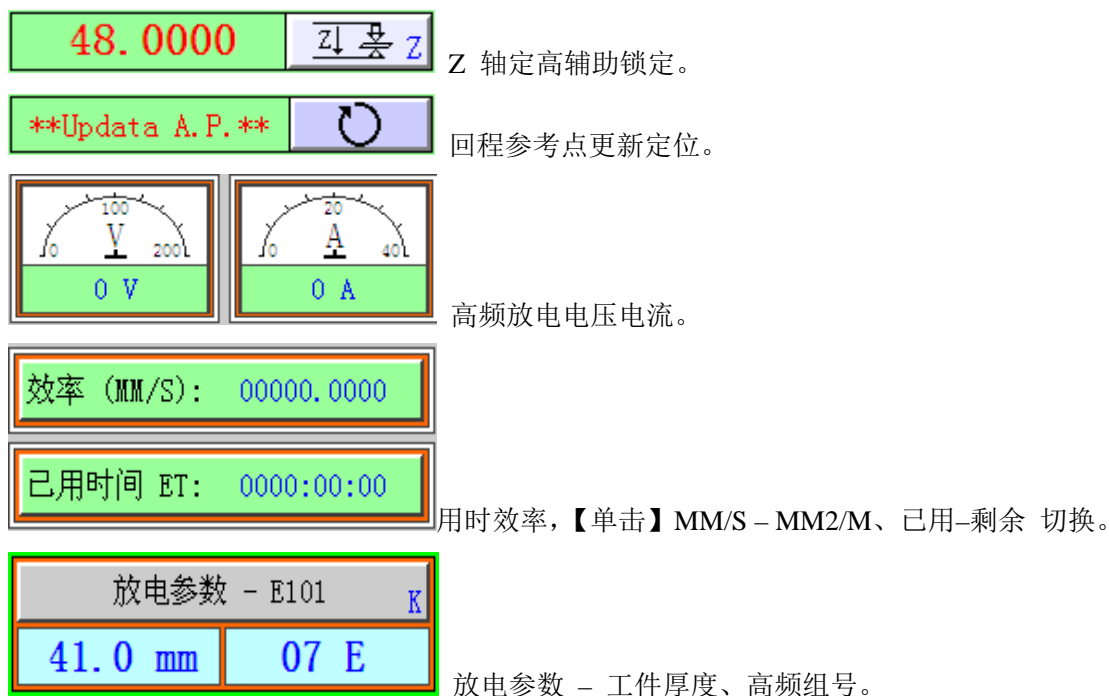 48.0000 Z↓ Z Z 轴定高辅助锁定。
**Updata A.P.** 回程参考点更新定位。
100 20
0 V 200 0 A 40
0 V 0 A 高频放电电压电流。
效率 (MM/S): 00000.0000
已用时间 ET: 0000:00:00
用时效率,【单击】MM/S – MM2/M、已用–剩余 切换。
放电参数 - E101 K
41.0 mm 07 E 放电参数 – 工件厚度、高频组号。